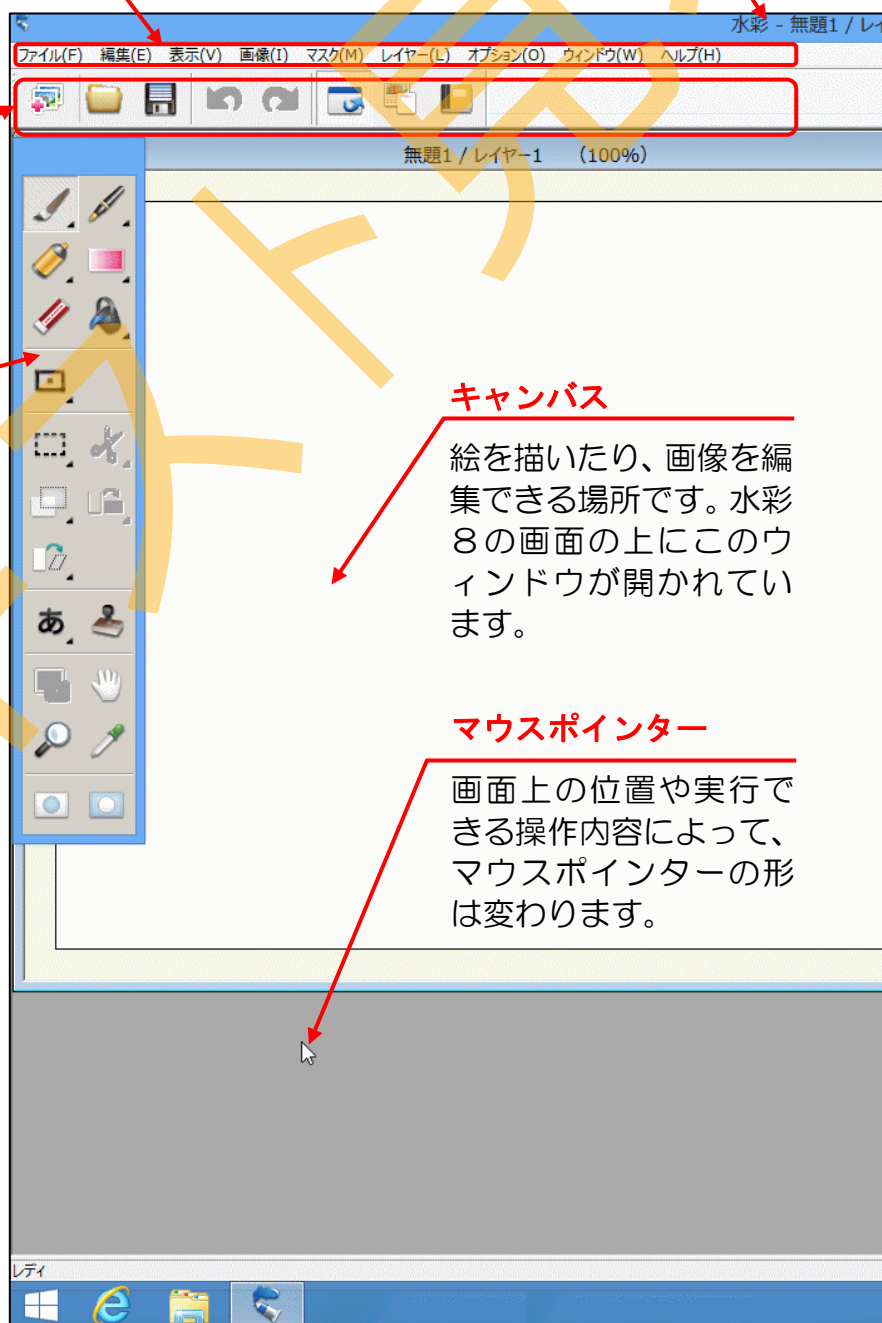 水彩 - 無題1 / レイ
ファイル(F) 編集(E) 表示(V) 画像(I) マスク(M) レイヤー(L) オプション(O) ウィンドウ(W) ヘルプ(H)
無題1 / レイヤー1 (100%)
キャンバス
絵を描いたり、画像を編
集できる場所です。水彩
８の画面の上にこのウ
ィンドウが開かれてい
ます。
あ
マウスポインター
画面上の位置や実行で
きる操作内容によって、
マウスポインターの形
は変わります。
レディ